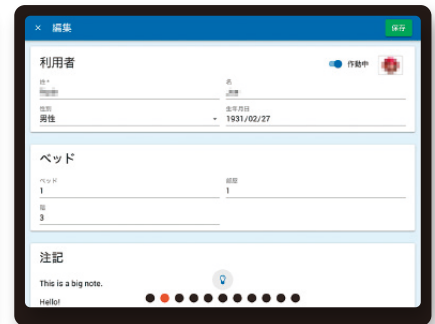 × 編集 保存
利用者 作動中
姓* 名
性別 生年月日
男性 1931/02/27
ベッド
ベッド 部屋
1 1
階
3
注記
This is a big note.
Hello!